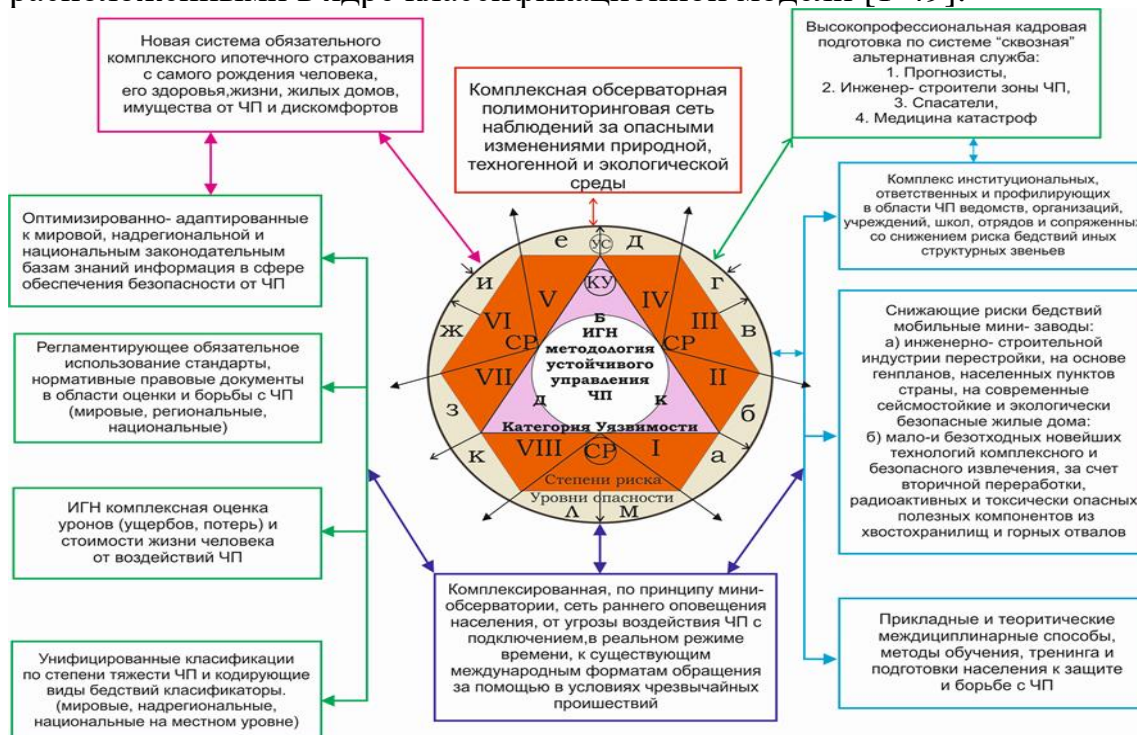 расположенными в ядре классификационной модели [1-49].
Новая система обязательного
комплексного ипотечного страхования
с самого рождения человека,
его здоровья,жизни, жилых домов,
имущества от ЧП и дискомфортов
Комплексная обсерваторная
полимониторинговая сеть
наблюдений за опасными
изменениями природной,
техногенной и экологической
среды
Высокопрофессиональная кадровая
подготовка по системе “сквозная”
альтернативная служба:
1. Прогнозисты,
2. Инженер- строители зоны ЧП,
3. Спасатели,
4. Медицина катастроф
Оптимизированно- адаптированные
к мировой, надрегиональной и
национальным законодательным
базам знаний информация в сфере
обеспечения безопасности от ЧП
Регламентирующее обязательное
использование стандарты,
нормативные правовые документы
в области оценки и борьбы с ЧП
(мировые, региональные,
национальные)
ИГН комплексная оценка
уронов (ущербов, потерь) и
стоимости жизни человека
от воздействий ЧП
Унифицированные классификации
по степени тяжести ЧП и кодирующие
виды бедствий классификаторы.
(мировые, надрегиональные,
национальные на местном уровне)
е УС д
и КУ г
V IV
VI III
ж СР СР в
VII II
з б
Б
ИГН
методология
устойчивого
управления
ЧП
д к
Категория Уязвимости
VIII СР I
к а
Степени риска
Уровни опасности
л м
Комплексированная, по принципу мини-
обсерватории, сеть раннего оповещения
населения, от угрозы воздействия ЧП с
подключением,в реальном режиме
времени, к существующим
международным форматам обращения
за помощью в условиях чрезвычайных
проишествий
Комплекс институциональных,
ответственных и профилирующих
в области ЧП ведомств, организаций,
учреждений, школ, отрядов и сопряженных
со снижением риска бедствий иных
структурных звеньев
Снижающие риски бедствий
мобильные мини- заводы:
а) инженерно- строительной
индустрии перестройки, на основе
генпланов, населенных пунктов
страны, на современные
сейсмостойкие и экологически
безопасные жилые дома:
б) мало-и безотходных новейших
технологий комплексного и
безопасного извлечения, за счет
вторичной переработки,
радиоактивных и токсически опасных
полезных компонентов из
хвостохранилищ и горных отвалов
Прикладные и теоритические
междициплинарные способы,
методы обучения, тренинга и
подготовки населения к защите
и борьбе с ЧП